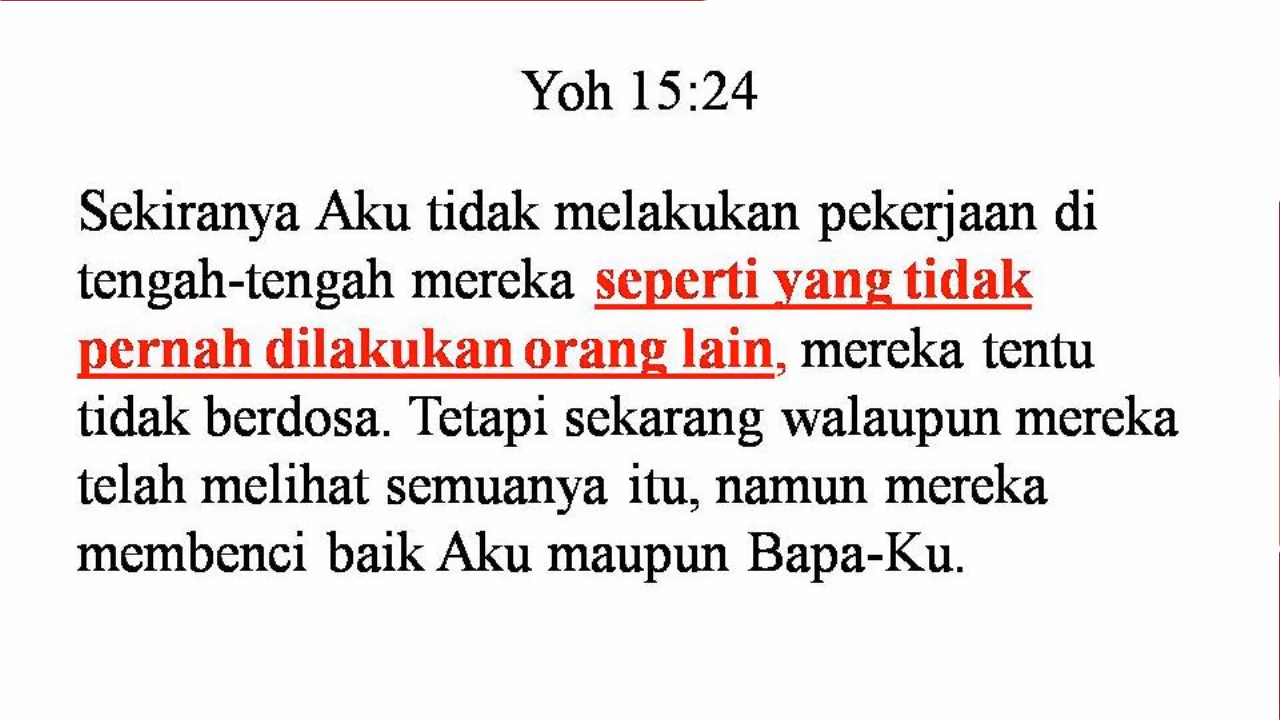 Yoh 15:24
Sekiranya Aku tidak melakukan pekerjaan di
tengah-tengah mereka seperti yang tidak
pernah dilakukan orang lain, mereka tentu
tidak berdosa. Tetapi sekarang walaupun mereka
telah melihat semuanya itu, namun mereka
membenci baik Aku maupun Bapa-Ku.